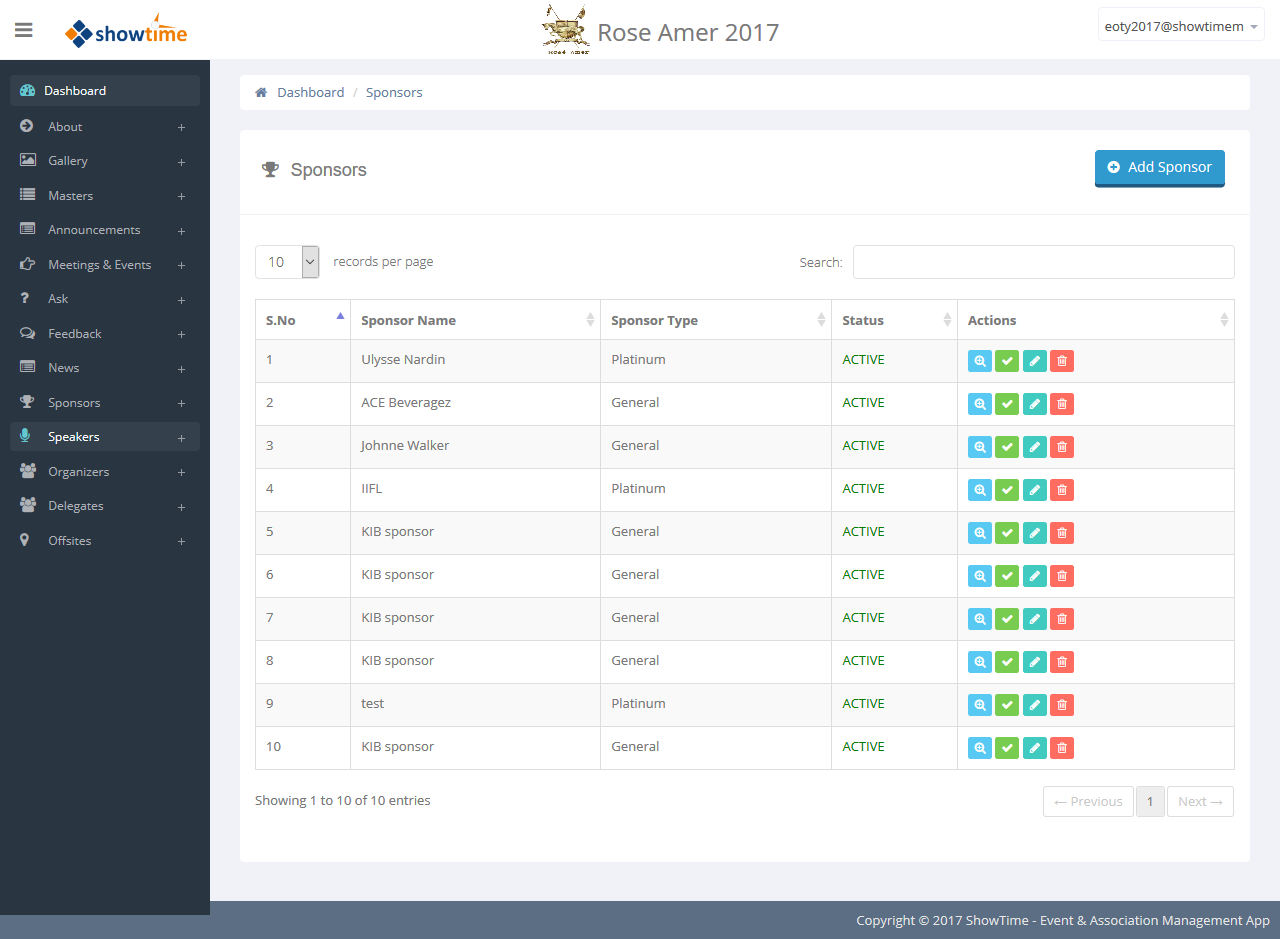 showtime
Rose Amer 2017
eoty2017@showtimem
Dashboard
About +
Gallery +
Masters +
Announcements +
Meetings & Events +
Ask +
Feedback +
News +
Sponsors +
Speakers +
Organizers +
Delegates +
Offsites +
Dashboard / Sponsors
Sponsors
Add Sponsor
10 records per page
Search:
S.No Sponsor Name Sponsor Type Status Actions
1 Ulysse Nardin Platinum ACTIVE
2 ACE Beveragez General ACTIVE
3 Johnne Walker General ACTIVE
4 IIFL Platinum ACTIVE
5 KIB sponsor General ACTIVE
6 KIB sponsor General ACTIVE
7 KIB sponsor General ACTIVE
8 KIB sponsor General ACTIVE
9 test Platinum ACTIVE
10 KIB sponsor General ACTIVE
Showing 1 to 10 of 10 entries
← Previous 1 Next →
Copyright © 2017 ShowTime - Event & Association Management App